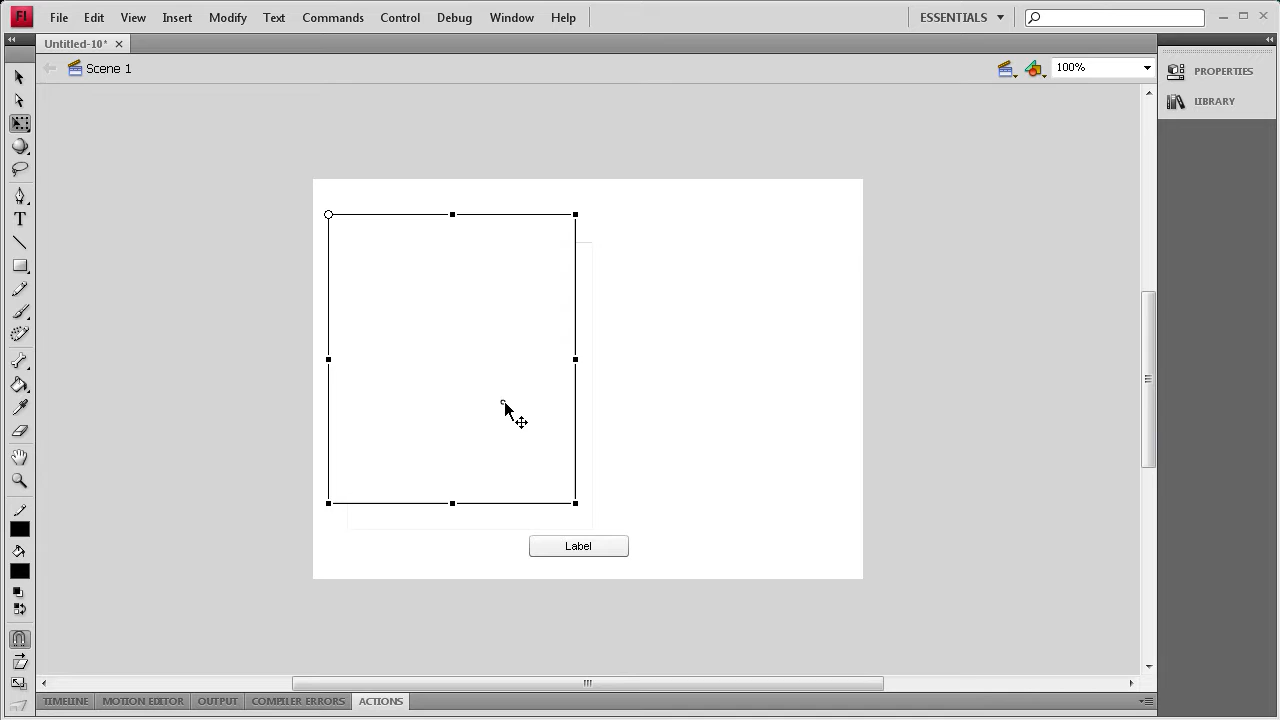 Fl File Edit View Insert Modify Text Commands Control Debug Window Help ESSENTIALS
Untitled-10*
Scene 1 100%
PROPERTIES
LIBRARY
T
Label
TIMELINE MOTION EDITOR OUTPUT COMPILER ERRORS ACTIONS